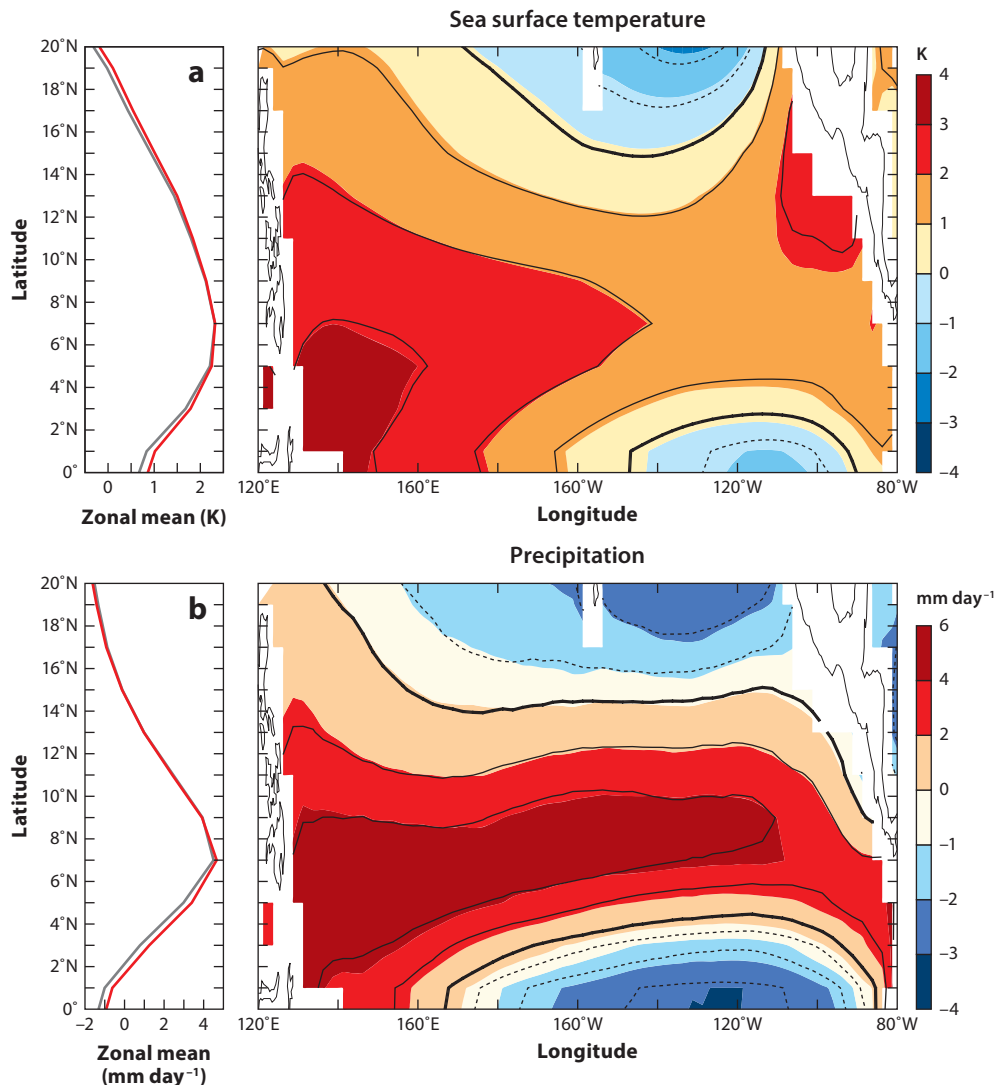 Sea surface temperature
a
20°N
18°N
16°N
14°N
12°N
10°N
8°N
6°N
4°N
2°N
0°
Latitude
0 1 2
Zonal mean (K)
120°E 160°E 160°W 120°W 80°W
Longitude
K
4
3
2
1
0
−1
−2
−3
−4
Precipitation
b
20°N
18°N
16°N
14°N
12°N
10°N
8°N
6°N
4°N
2°N
0°
Latitude
−2 0 2 4
Zonal mean
(mm day⁻¹)
120°E 160°E 160°W 120°W 80°W
Longitude
mm day⁻¹
6
4
2
0
−1
−2
−3
−4